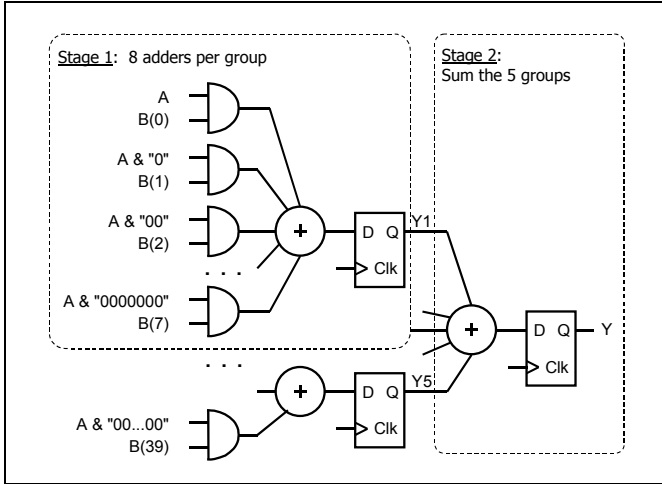 Stage 1: 8 adders per group
Stage 2:
Sum the 5 groups
A
B(0)
A & "0"
B(1)
A & "00"
B(2)
. . .
A & "0000000"
B(7)
+
D Q
Clk
Y1
+
D Q
Clk
Y
. . .
A & "00...00"
B(39)
+
D Q
Clk
Y5